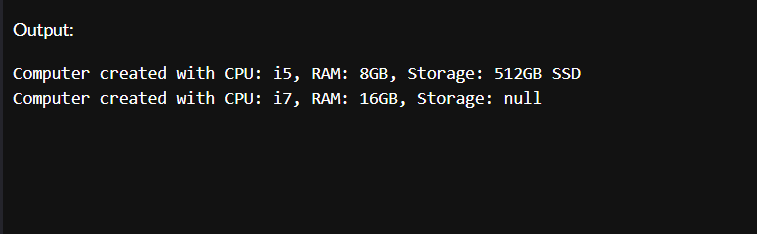 Output:
Computer created with CPU: i5, RAM: 8GB, Storage: 512GB SSD
Computer created with CPU: i7, RAM: 16GB, Storage: null